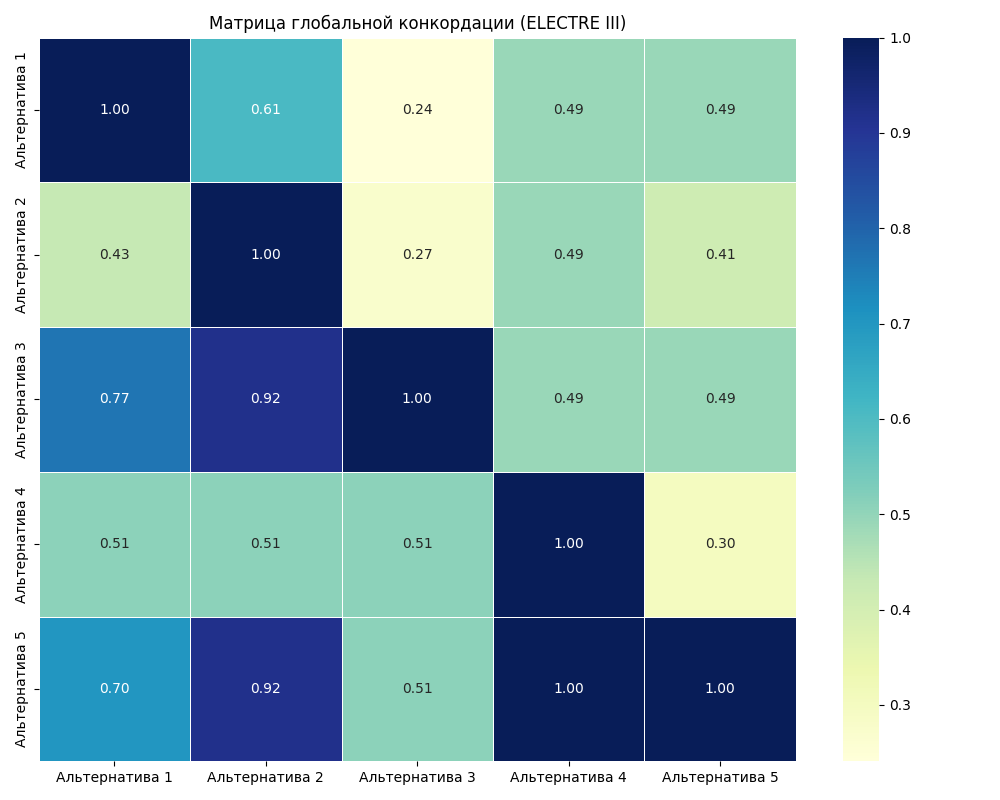 Матрица глобальной конкордации (ELECTRE III)
Альтернатива 1
1.00 0.61 0.24 0.49 0.49
Альтернатива 2
0.43 1.00 0.27 0.49 0.41
Альтернатива 3
0.77 0.92 1.00 0.49 0.49
Альтернатива 4
0.51 0.51 0.51 1.00 0.30
Альтернатива 5
0.70 0.92 0.51 1.00 1.00
Альтернатива 1 Альтернатива 2 Альтернатива 3 Альтернатива 4 Альтернатива 5
1.0
0.9
0.8
0.7
0.6
0.5
0.4
0.3